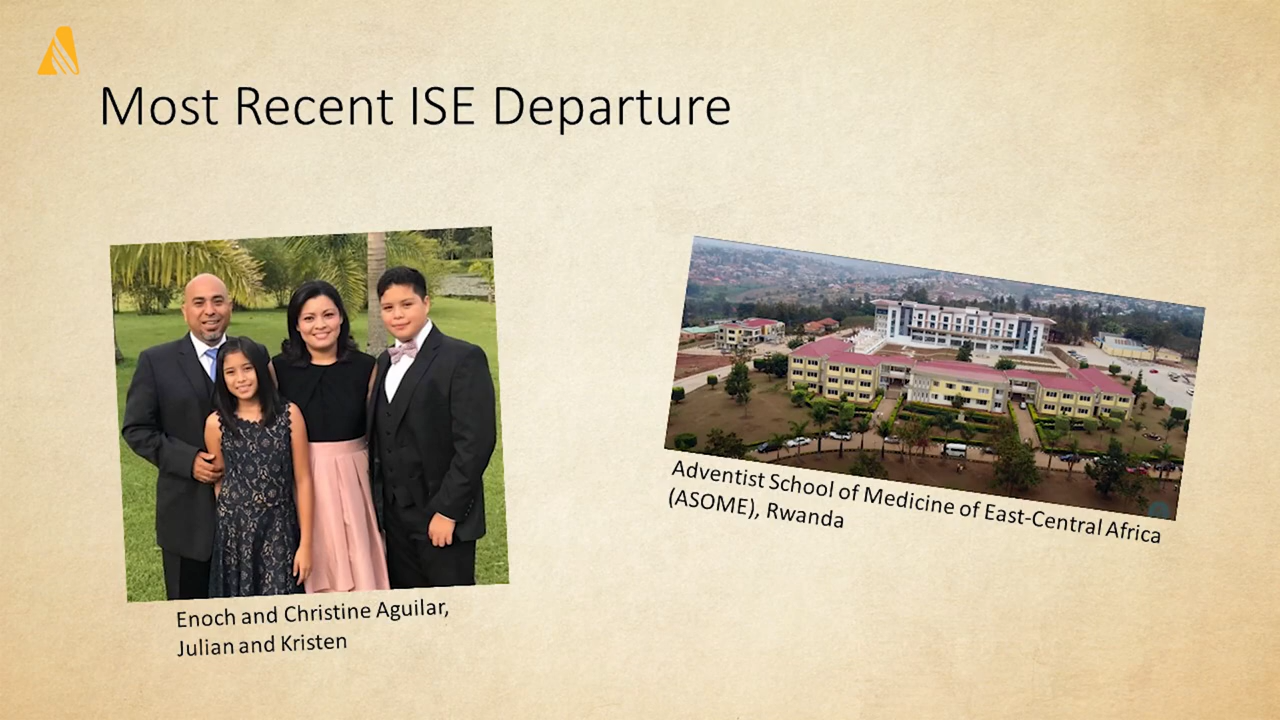 Most Recent ISE Departure
Enoch and Christine Aguilar,
Julian and Kristen
Adventist School of Medicine of East-Central Africa
(ASOME), Rwanda